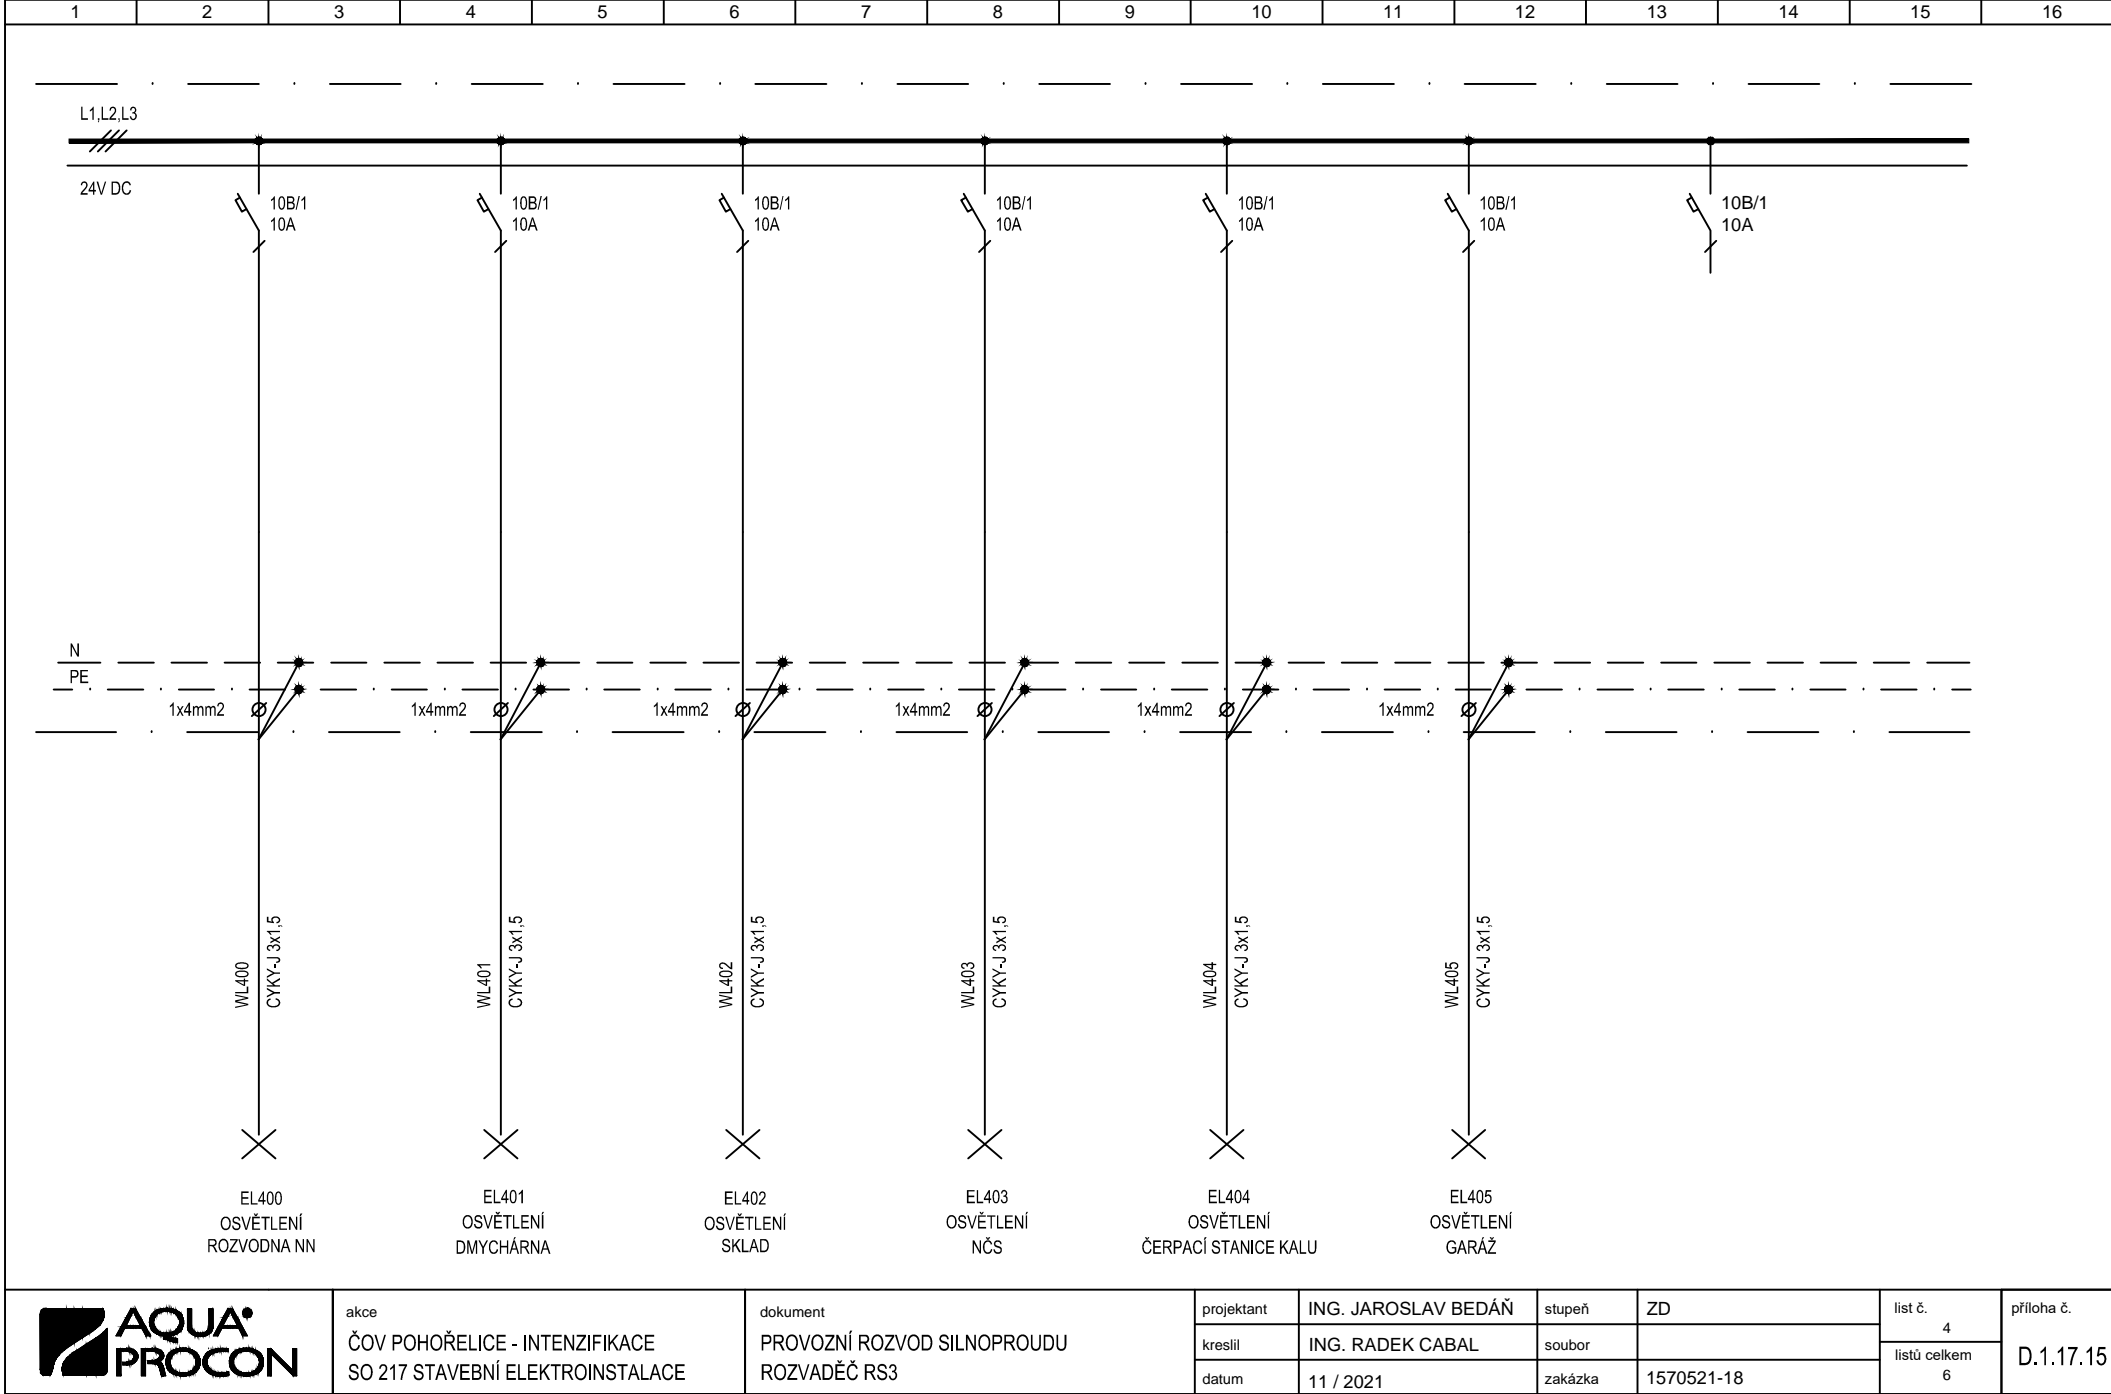 1 2 3 4 5 6 7 8 9 10 11 12 13 14 15 16
L1,L2,L3
24V DC
10B/1 10B/1 10B/1 10B/1 10B/1 10B/1 10B/1
10A 10A 10A 10A 10A 10A 10A
N
PE
1x4mm2 1x4mm2 1x4mm2 1x4mm2 1x4mm2 1x4mm2
WL400
CYKY-J 3x1,5
WL401
CYKY-J 3x1,5
WL402
CYKY-J 3x1,5
WL403
CYKY-J 3x1,5
WL404
CYKY-J 3x1,5
WL405
CYKY-J 3x1,5
EL400
OSVĚTLENÍ
ROZVODNA NN
EL401
OSVĚTLENÍ
DMYCHÁRNA
EL402
OSVĚTLENÍ
SKLAD
EL403
OSVĚTLENÍ
NČS
EL404
OSVĚTLENÍ
ČERPACÍ STANICE KALU
EL405
OSVĚTLENÍ
GARÁŽ
AQUA
PROCON
akce
ČOV POHOŘELICE - INTENZIFIKACE
SO 217 STAVEBNÍ ELEKTROINSTALACE
dokument
PROVOZNÍ ROZVOD SILNOPROUDU
ROZVADĚČ RS3
projektant ING. JAROSLAV BEDÁŇ stupeň ZD
kreslil ING. RADEK CABAL soubor
datum 11 / 2021 zakázka 1570521-18
list č.
4
listů celkem
6
příloha č.
D.1.17.15